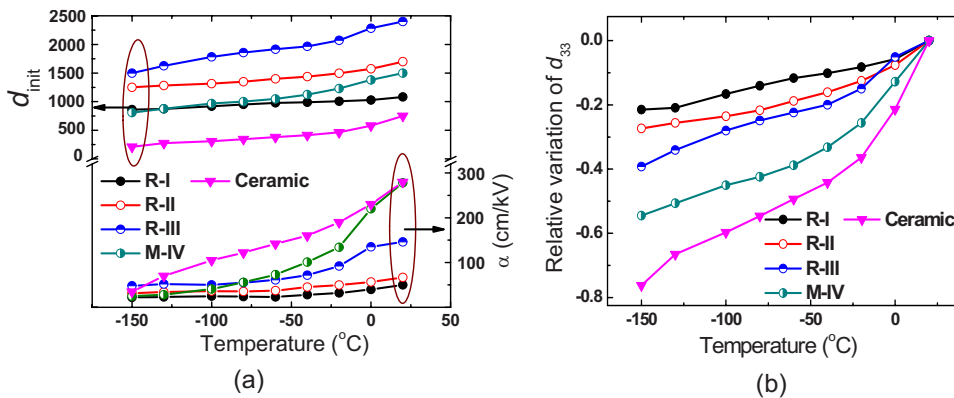 2500
2000
1500
1000
500
0
d_init
R-I
R-II
R-III
M-IV
Ceramic
300
200
100
α (cm/kV)
-150 -100 -50 0 50
Temperature (°C)
(a)
0.0
-0.2
-0.4
-0.6
-0.8
Relative variation of d_33
R-I
R-II
R-III
M-IV
Ceramic
-150 -100 -50 0
Temperature (°C)
(b)